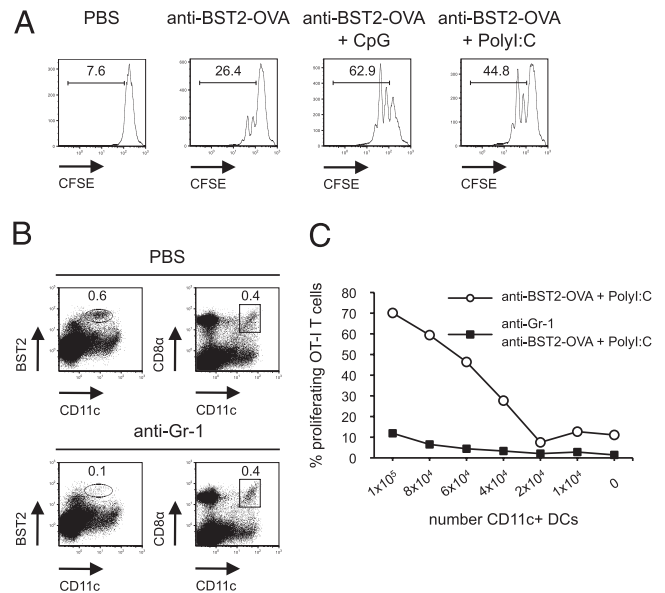 A
PBS
anti-BST2-OVA
anti-BST2-OVA
+ CpG
anti-BST2-OVA
+ PolyI:C
7.6
26.4
62.9
44.8
CFSE
CFSE
CFSE
CFSE
B
PBS
0.6
0.4
BST2
CD8α
CD11c
CD11c
anti-Gr-1
0.1
0.4
BST2
CD8α
CD11c
CD11c
C
% proliferating OT-I T cells
80
70
60
50
40
30
20
10
0
anti-BST2-OVA + PolyI:C
anti-Gr-1
anti-BST2-OVA + PolyI:C
1x10⁵ 8x10⁴ 6x10⁴ 4x10⁴ 2x10⁴ 1x10⁴ 0
number CD11c+ DCs